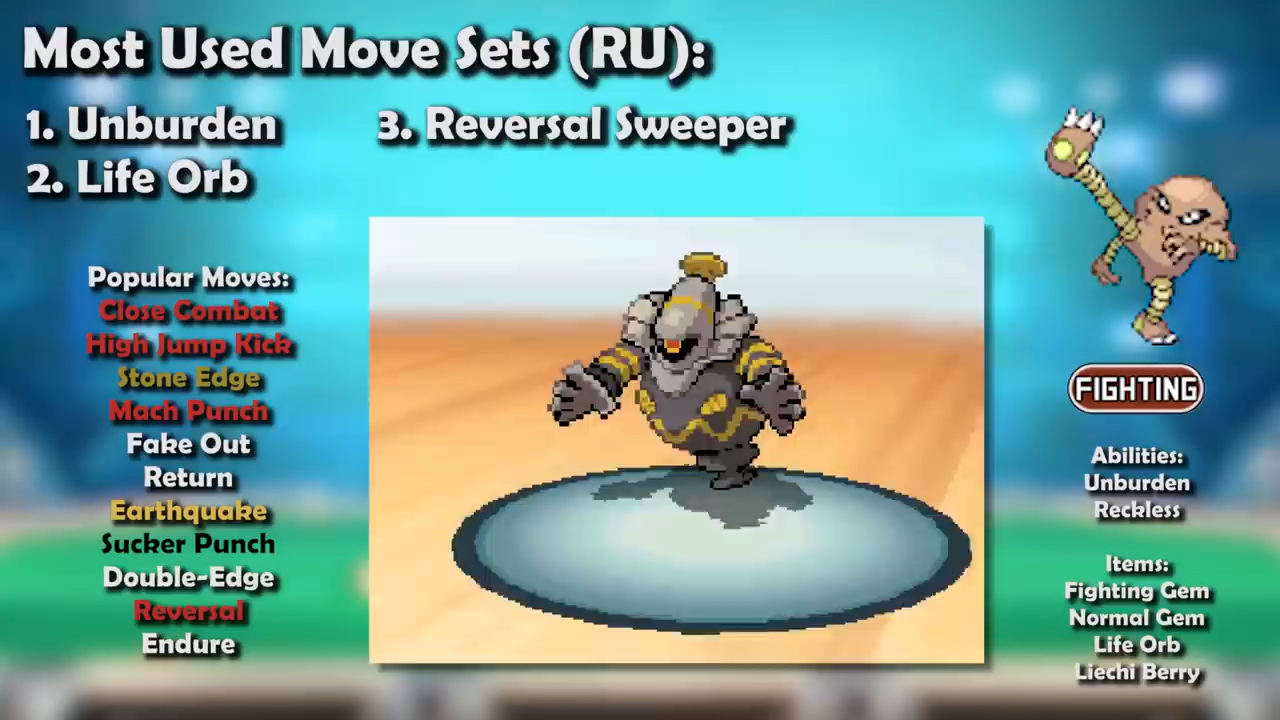 Most Used Move Sets (RU):
1. Unburden
2. Life Orb
3. Reversal Sweeper
Popular Moves:
Close Combat
High Jump Kick
Stone Edge
Mach Punch
Fake Out
Return
Earthquake
Sucker Punch
Double-Edge
Reversal
Endure
FIGHTING
Abilities:
Unburden
Reckless
Items:
Fighting Gem
Normal Gem
Life Orb
Liechi Berry